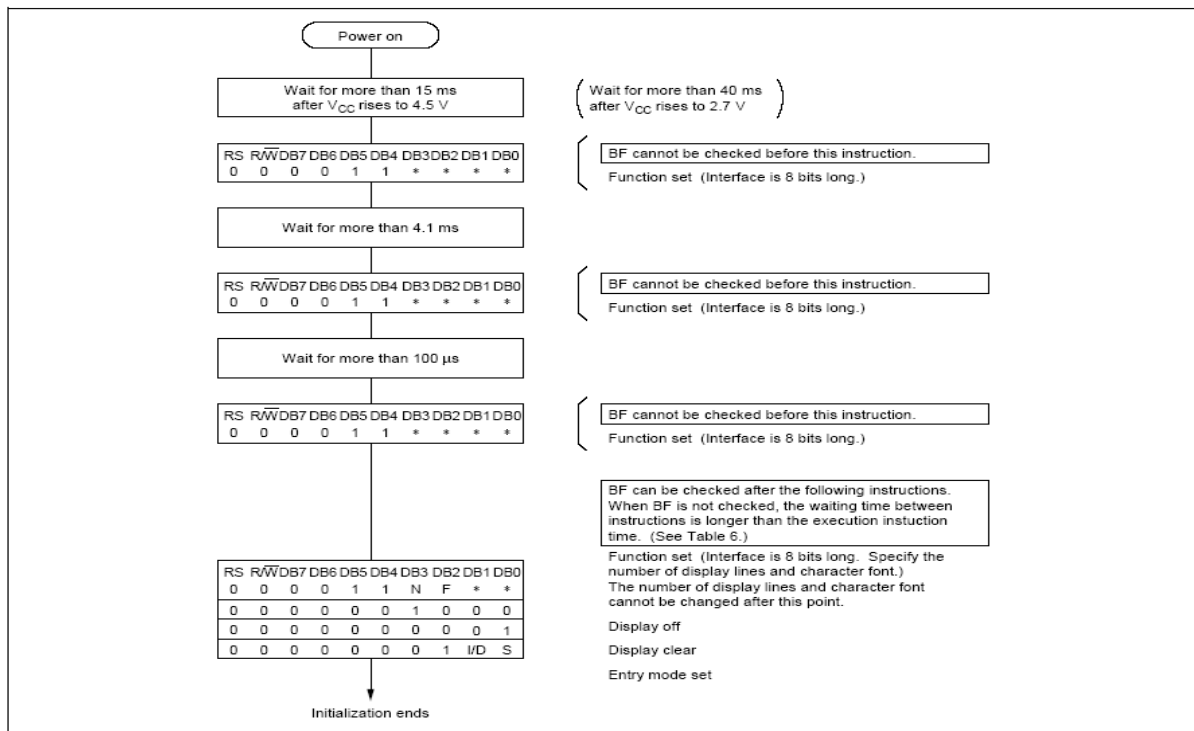 Power on
Wait for more than 15 ms
after VCC rises to 4.5 V
Wait for more than 40 ms
after VCC rises to 2.7 V
RS R/W DB7 DB6 DB5 DB4 DB3 DB2 DB1 DB0
0 0 0 0 1 1 * * * *
BF cannot be checked before this instruction.
Function set (Interface is 8 bits long.)
Wait for more than 4.1 ms
RS R/W DB7 DB6 DB5 DB4 DB3 DB2 DB1 DB0
0 0 0 0 1 1 * * * *
BF cannot be checked before this instruction.
Function set (Interface is 8 bits long.)
Wait for more than 100 µs
RS R/W DB7 DB6 DB5 DB4 DB3 DB2 DB1 DB0
0 0 0 0 1 1 * * * *
BF cannot be checked before this instruction.
Function set (Interface is 8 bits long.)
BF can be checked after the following instructions.
When BF is not checked, the waiting time between
instructions is longer than the execution instuction
time. (See Table 6.)
RS R/W DB7 DB6 DB5 DB4 DB3 DB2 DB1 DB0
0 0 0 0 1 1 N F * *
0 0 0 0 0 0 1 0 0 0
0 0 0 0 0 0 0 0 0 1
0 0 0 0 0 0 0 1 I/D S
Function set (Interface is 8 bits long. Specify the
number of display lines and character font.)
The number of display lines and character font
cannot be changed after this point.
Display off
Display clear
Entry mode set
Initialization ends